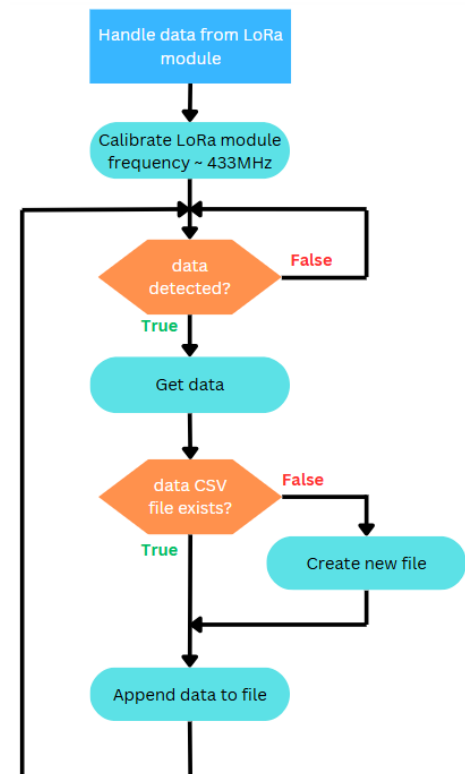 Handle data from LoRa
module
Calibrate LoRa module
frequency ~ 433MHz
data
detected?
False
True
Get data
data CSV
file exists?
False
True
Create new file
Append data to file